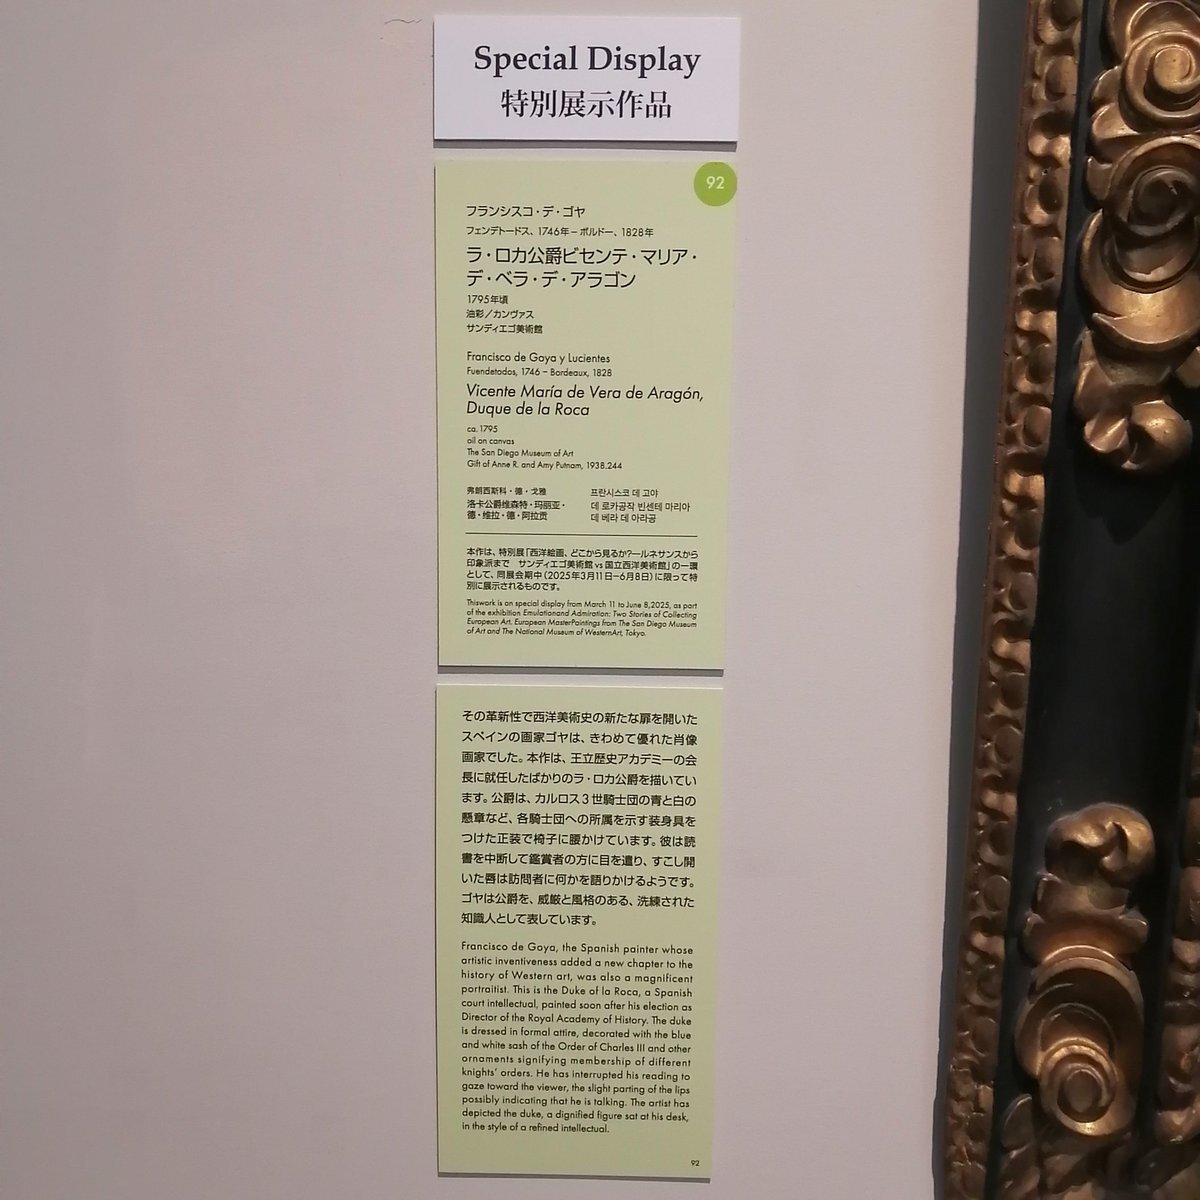 Special Display
特別展示作品
92
フランシスコ・デ・ゴヤ
フェンデトードス、1746年－ボルドー、1828年
ラ・ロカ公爵ビセンテ・マリア・
デ・ベラ・デ・アラゴン
1795年頃
油彩／カンヴァス
サンディエゴ美術館
Francisco de Goya y Lucientes
Fuendetodos, 1746 – Bordeaux, 1828
Vicente María de Vera de Aragón,
Duque de la Roca
ca. 1795
oil on canvas
The San Diego Museum of Art
Gift of Anne R. and Amy Putnam, 1938.244
弗朗西斯科・德・戈雅
洛卡公爵维森特・玛丽亚・
德・维拉・德・阿拉贡
프란시스코 데 고야
데 로카공작 빈센테 마리아
데 베라 데 아라공
本作は、特別展「西洋絵画、どこから見るか?―ルネサンスから
印象派まで　サンディエゴ美術館 vs 国立西洋美術館」の一環
として、同展会期中（2025年3月11日―6月8日）に限って特
別に展示されるものです。
Thiswork is on special display from March 11 to June 8,2025, as part
of the exhibition Emulationand Admiration: Two Stories of Collecting
European Art. European MasterPaintings from The San Diego Museum
of Art and The National Museum of WesternArt, Tokyo.
その革新性で西洋美術史の新たな扉を開いた
スペインの画家ゴヤは、きわめて優れた肖像
画家でした。本作は、王立歴史アカデミーの会
長に就任したばかりのラ・ロカ公爵を描いてい
ます。公爵は、カルロス3世騎士団の青と白の
懸章など、各騎士団への所属を示す装身具を
つけた正装で椅子に腰かけています。彼は読
書を中断して鑑賞者の方に目を遣り、すこし開
いた唇は訪問者に何かを語りかけるようです。
ゴヤは公爵を、威厳と風格のある、洗練された
知識人として表しています。
Francisco de Goya, the Spanish painter whose
artistic inventiveness added a new chapter to the
history of Western art, was also a magnificent
portraitist. This is the Duke of la Roca, a Spanish
court intellectual, painted soon after his election as
Director of the Royal Academy of History. The duke
is dressed in formal attire, decorated with the blue
and white sash of the Order of Charles III and other
ornaments signifying membership of different
knights' orders. He has interrupted his reading to
gaze toward the viewer, the slight parting of the lips
possibly indicating that he is talking. The artist has
depicted the duke, a dignified figure sat at his desk,
in the style of a refined intellectual.
92